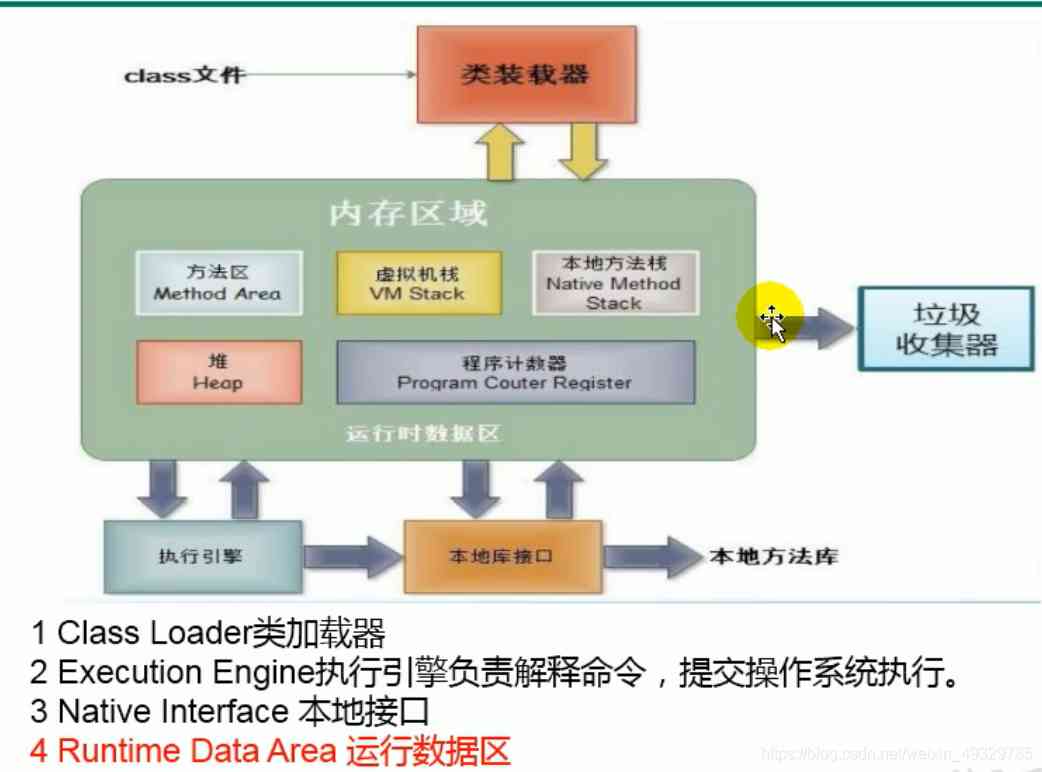 class文件
类装载器
内存区域
方法区
Method Area
虚拟机栈
VM Stack
本地方法栈
Native Method
Stack
堆
Heap
程序计数器
Program Couter Register
运行时数据区
垃圾
收集器
执行引擎
本地库接口
本地方法库
1 Class Loader类加载器
2 Execution Engine执行引擎负责解释命令，提交操作系统执行。
3 Native Interface 本地接口
4 Runtime Data Area 运行数据区
https://blog.csdn.net/weixin_49329785